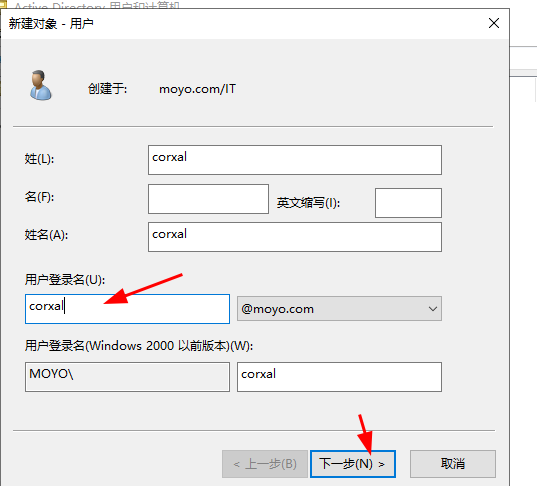 Active Directory 用户和计算机
新建对象 - 用户
创建于: moyo.com/IT
姓(L): corxal
名(F): 英文缩写(I):
姓名(A): corxal
用户登录名(U):
corxal @moyo.com
用户登录名(Windows 2000 以前版本)(W):
MOYO\ corxal
< 上一步(B) 下一步(N) > 取消